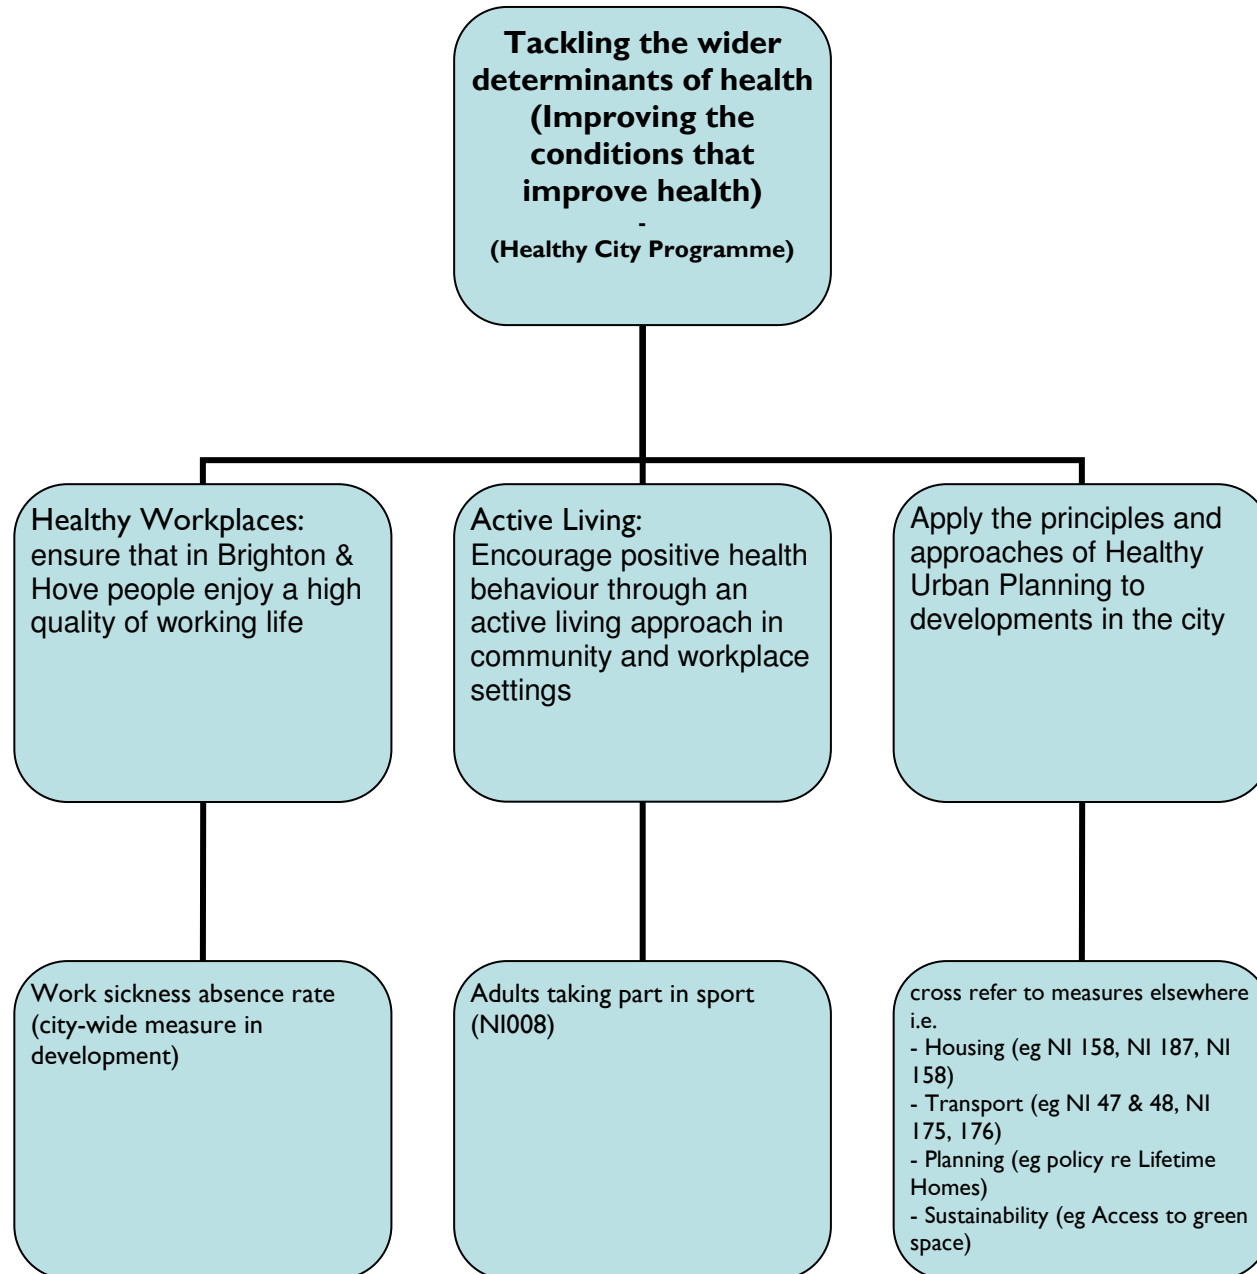 Tackling the wider
determinants of health
(Improving the
conditions that
improve health)
-
(Healthy City Programme)
Healthy Workplaces:
ensure that in Brighton &
Hove people enjoy a high
quality of working life
Active Living:
Encourage positive health
behaviour through an
active living approach in
community and workplace
settings
Apply the principles and
approaches of Healthy
Urban Planning to
developments in the city
Work sickness absence rate
(city-wide measure in
development)
Adults taking part in sport
(NI008)
cross refer to measures elsewhere
i.e.
- Housing (eg NI 158, NI 187, NI
158)
- Transport (eg NI 47 & 48, NI
175, 176)
- Planning (eg policy re Lifetime
Homes)
- Sustainability (eg Access to green
space)